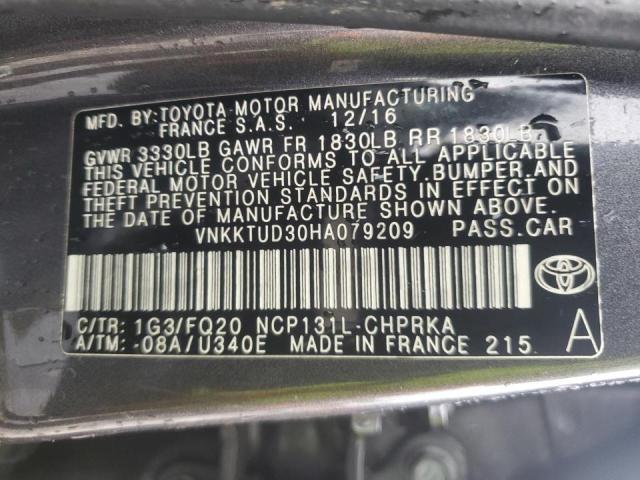 MFD. BY: TOYOTA MOTOR MANUFACTURING
FRANCE S.A.S. 12/16
GVWR 3330LB GAWR FR 1830LB RR 1830LB
THIS VEHICLE CONFORMS TO ALL APPLICABLE
FEDERAL MOTOR VEHICLE SAFETY, BUMPER, AND
THEFT PREVENTION STANDARDS IN EFFECT ON
THE DATE OF MANUFACTURE SHOWN ABOVE.
VNKKTUD30HA079209 PASS. CAR
TOYOTA
C/TR: 1G3/FQ20 NCP131L-CHPRKA
A/TM: -08A/U340E MADE IN FRANCE 215 A